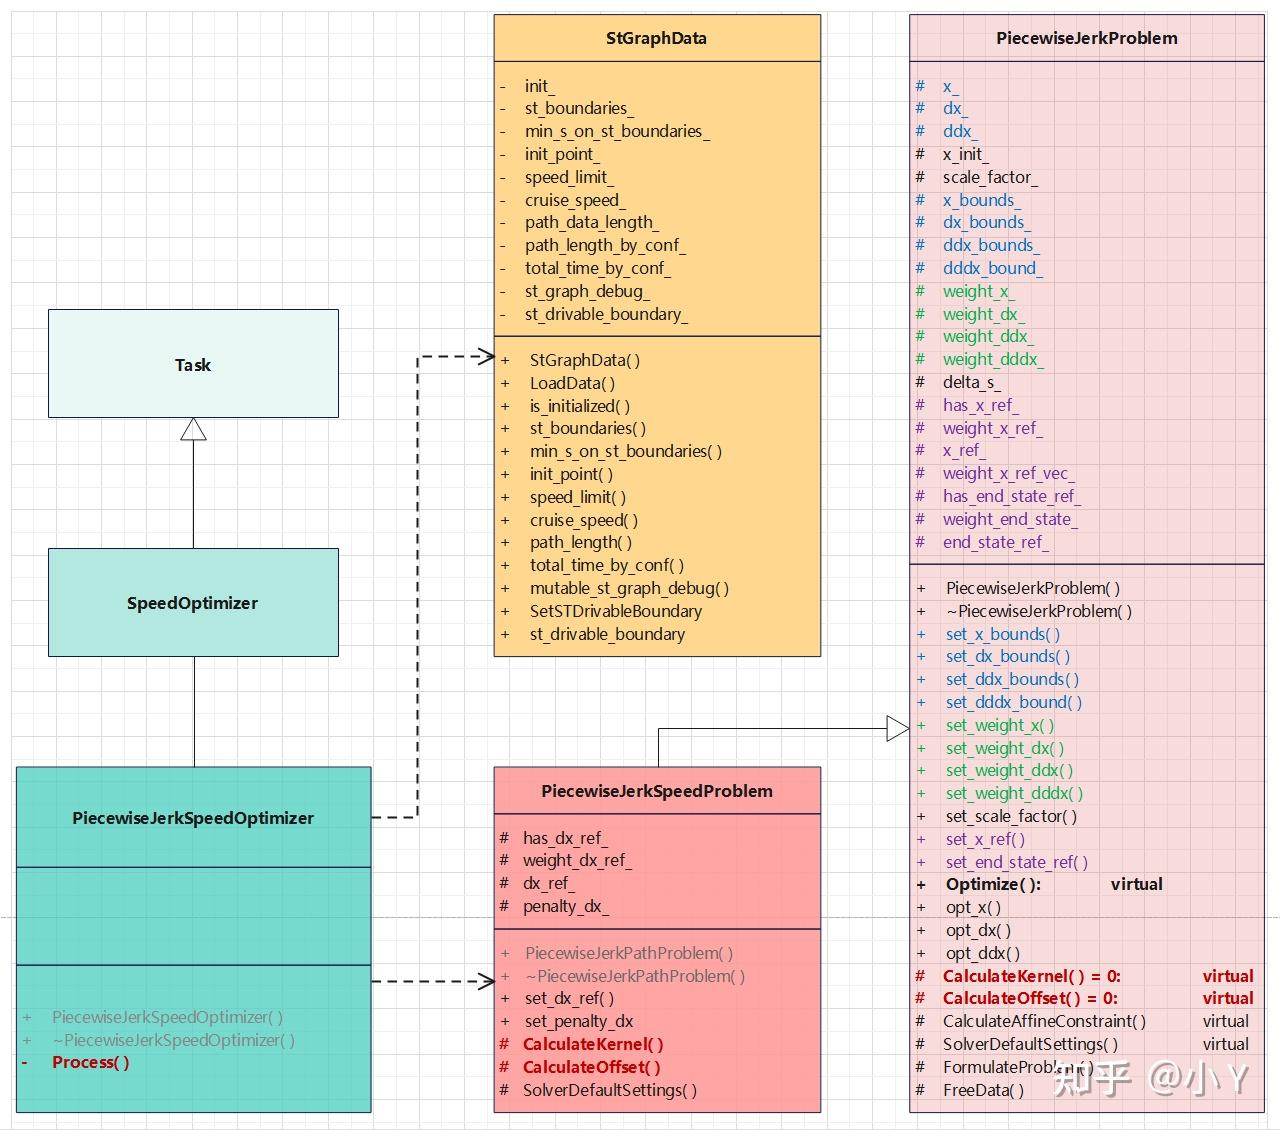 StGraphData
- init_
- st_boundaries_
- min_s_on_st_boundaries_
- init_point_
- speed_limit_
- cruise_speed_
- path_data_length_
- path_length_by_conf_
- total_time_by_conf_
- st_graph_debug_
- st_drivable_boundary_
+ StGraphData( )
+ LoadData( )
+ is_initialized( )
+ st_boundaries( )
+ min_s_on_st_boundaries( )
+ init_point( )
+ speed_limit( )
+ cruise_speed( )
+ path_length( )
+ total_time_by_conf( )
+ mutable_st_graph_debug( )
+ SetSTDrivableBoundary
+ st_drivable_boundary
PiecewiseJerkProblem
# x_
# dx_
# ddx_
# x_init_
# scale_factor_
# x_bounds_
# dx_bounds_
# ddx_bounds_
# dddx_bound_
# weight_x_
# weight_dx_
# weight_ddx_
# weight_dddx_
# delta_s_
# has_x_ref_
# weight_x_ref_
# x_ref_
# weight_x_ref_vec_
# has_end_state_ref_
# weight_end_state_
# end_state_ref_
+ PiecewiseJerkProblem( )
+ ~PiecewiseJerkProblem( )
+ set_x_bounds( )
+ set_dx_bounds( )
+ set_ddx_bounds( )
+ set_dddx_bound( )
+ set_weight_x( )
+ set_weight_dx( )
+ set_weight_ddx( )
+ set_weight_dddx( )
+ set_scale_factor( )
+ set_x_ref( )
+ set_end_state_ref( )
+ Optimize( ): virtual
+ opt_x( )
+ opt_dx( )
+ opt_ddx( )
# CalculateKernel( ) = 0: virtual
# CalculateOffset( ) = 0: virtual
# CalculateAffineConstraint( ) virtual
# SolverDefaultSettings( ) virtual
# FormulateProblem( )
# FreeData( )
Task
SpeedOptimizer
PiecewiseJerkSpeedOptimizer
+ PiecewiseJerkSpeedOptimizer( )
+ ~PiecewiseJerkSpeedOptimizer( )
- Process( )
PiecewiseJerkSpeedProblem
# has_dx_ref_
# weight_dx_ref_
# dx_ref_
# penalty_dx_
+ PiecewiseJerkPathProblem( )
+ ~PiecewiseJerkPathProblem( )
+ set_dx_ref( )
+ set_penalty_dx
# CalculateKernel( )
# CalculateOffset( )
# SolverDefaultSettings( )
知乎 @小Y